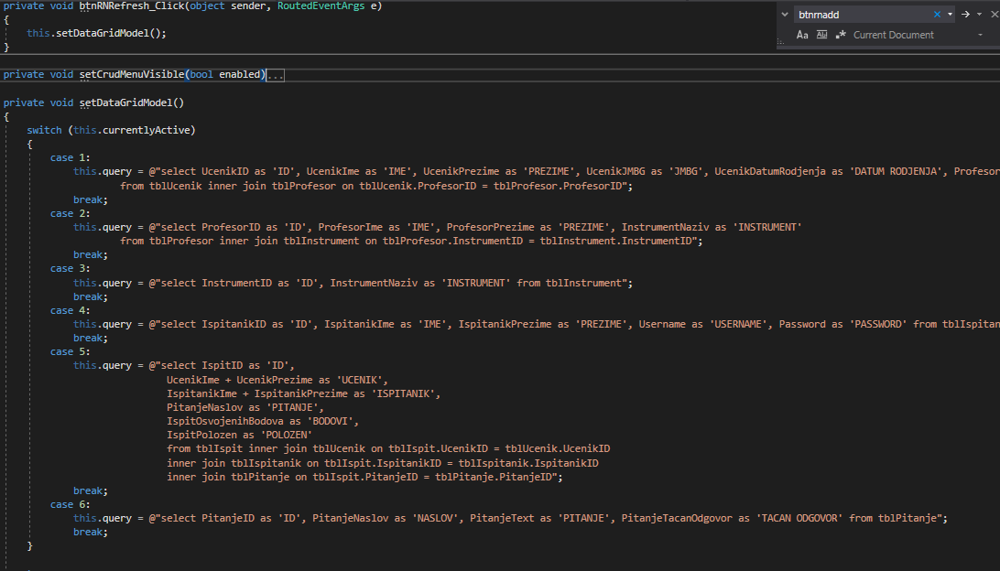 private void btnRNRefresh_Click(object sender, RoutedEventArgs e)
{
this.setDataGridModel();
}
btnrnadd
Aa Current Document
private void setCrudMenuVisible(bool enabled)...
private void setDataGridModel()
{
switch (this.currentlyActive)
{
case 1:
this.query = @"select UcenikID as 'ID', UcenikIme as 'IME', UcenikPrezime as 'PREZIME', UcenikJMBG as 'JMBG', UcenikDatumRodjenja as 'DATUM RODJENJA', Profesor
from tblUcenik inner join tblProfesor on tblUcenik.ProfesorID = tblProfesor.ProfesorID";
break;
case 2:
this.query = @"select ProfesorID as 'ID', ProfesorIme as 'IME', ProfesorPrezime as 'PREZIME', InstrumentNaziv as 'INSTRUMENT'
from tblProfesor inner join tblInstrument on tblProfesor.InstrumentID = tblInstrument.InstrumentID";
break;
case 3:
this.query = @"select InstrumentID as 'ID', InstrumentNaziv as 'INSTRUMENT' from tblInstrument";
break;
case 4:
this.query = @"select IspitanikID as 'ID', IspitanikIme as 'IME', IspitanikPrezime as 'PREZIME', Username as 'USERNAME', Password as 'PASSWORD' from tblIspitan
break;
case 5:
this.query = @"select IspitID as 'ID',
UcenikIme + UcenikPrezime as 'UCENIK',
IspitanikIme + IspitanikPrezime as 'ISPITANIK',
PitanjeNaslov as 'PITANJE',
IspitOsvojenihBodova as 'BODOVI',
IspitPolozen as 'POLOZEN'
from tblIspit inner join tblUcenik on tblIspit.UcenikID = tblUcenik.UcenikID
inner join tblIspitanik on tblIspit.IspitanikID = tblIspitanik.IspitanikID
inner join tblPitanje on tblIspit.PitanjeID = tblPitanje.PitanjeID";
break;
case 6:
this.query = @"select PitanjeID as 'ID', PitanjeNaslov as 'NASLOV', PitanjeText as 'PITANJE', PitanjeTacanOdgovor as 'TACAN ODGOVOR' from tblPitanje";
break;
}